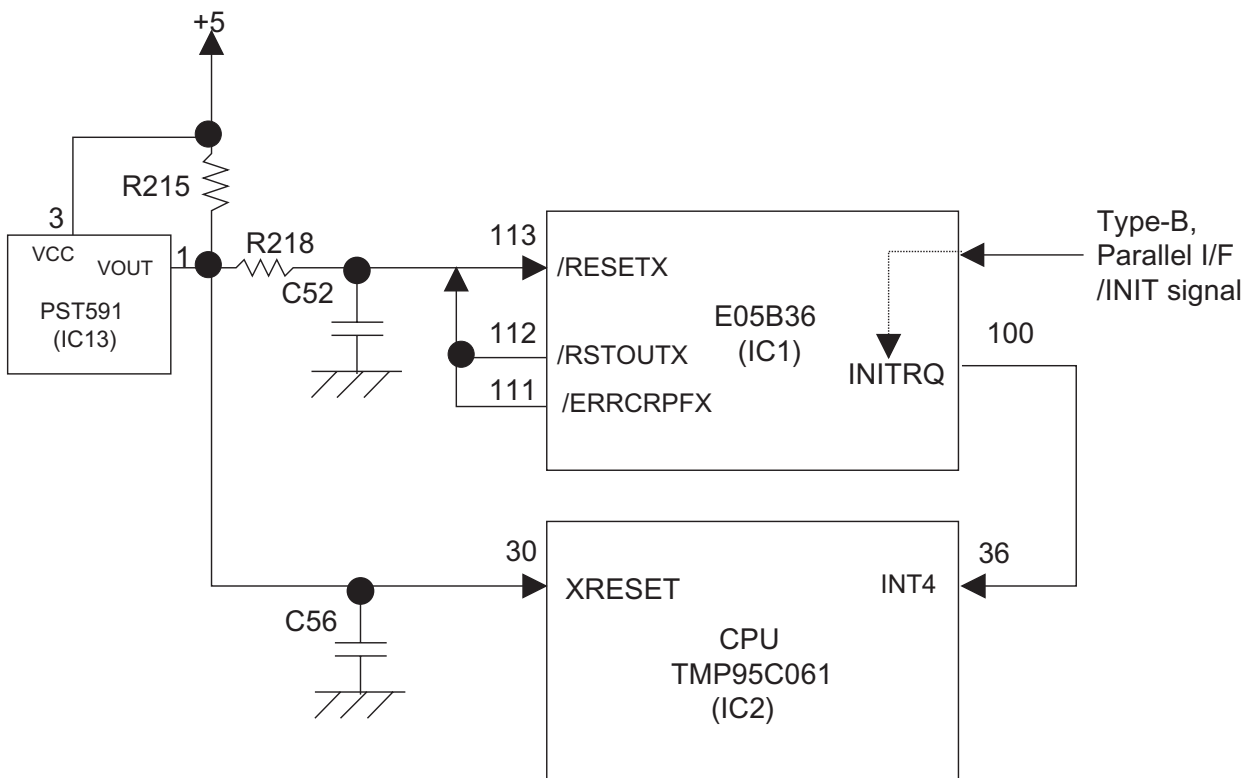 +5
R215
3
VCC
VOUT
1
PST591
(IC13)
R218
C52
113
/RESETX
112
/RSTOUTX
111
/ERRCRPFX
E05B36
(IC1)
INITRQ
Type-B,
Parallel I/F
/INIT signal
100
30
XRESET
36
INT4
C56
CPU
TMP95C061
(IC2)